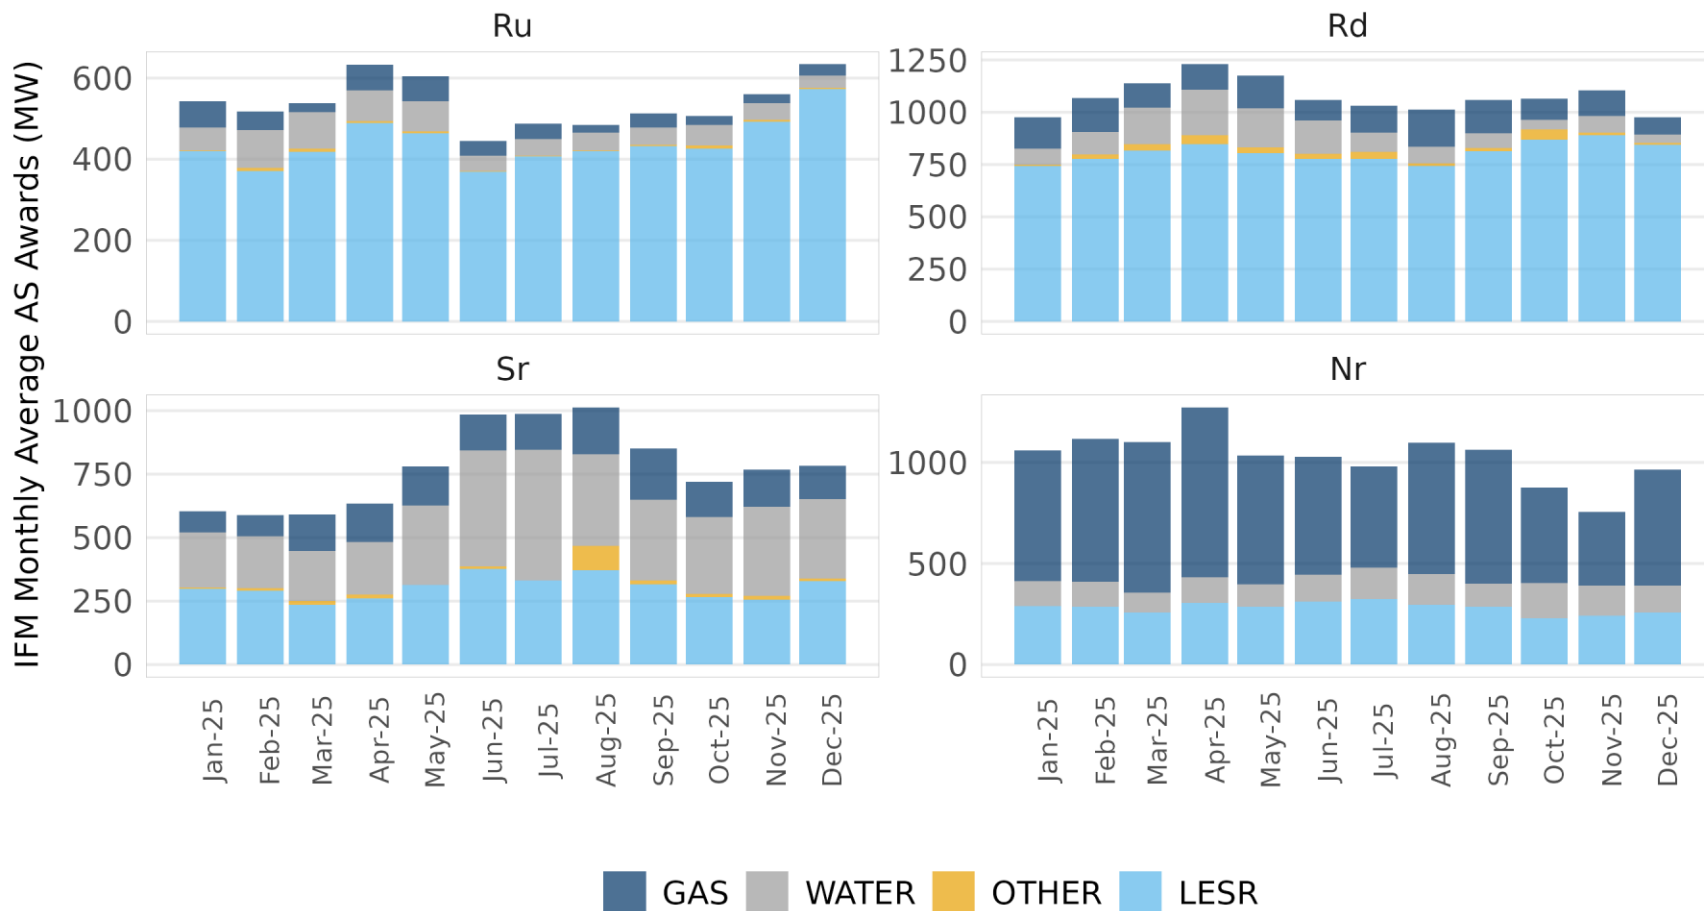 Ru
Rd
IFM Monthly Average AS Awards (MW)
600
400
200
0
1250
1000
750
500
250
0
Sr
Nr
1000
750
500
250
0
1000
500
0
Jan-25
Feb-25
Mar-25
Apr-25
May-25
Jun-25
Jul-25
Aug-25
Sep-25
Oct-25
Nov-25
Dec-25
Jan-25
Feb-25
Mar-25
Apr-25
May-25
Jun-25
Jul-25
Aug-25
Sep-25
Oct-25
Nov-25
Dec-25
GAS WATER OTHER LESR